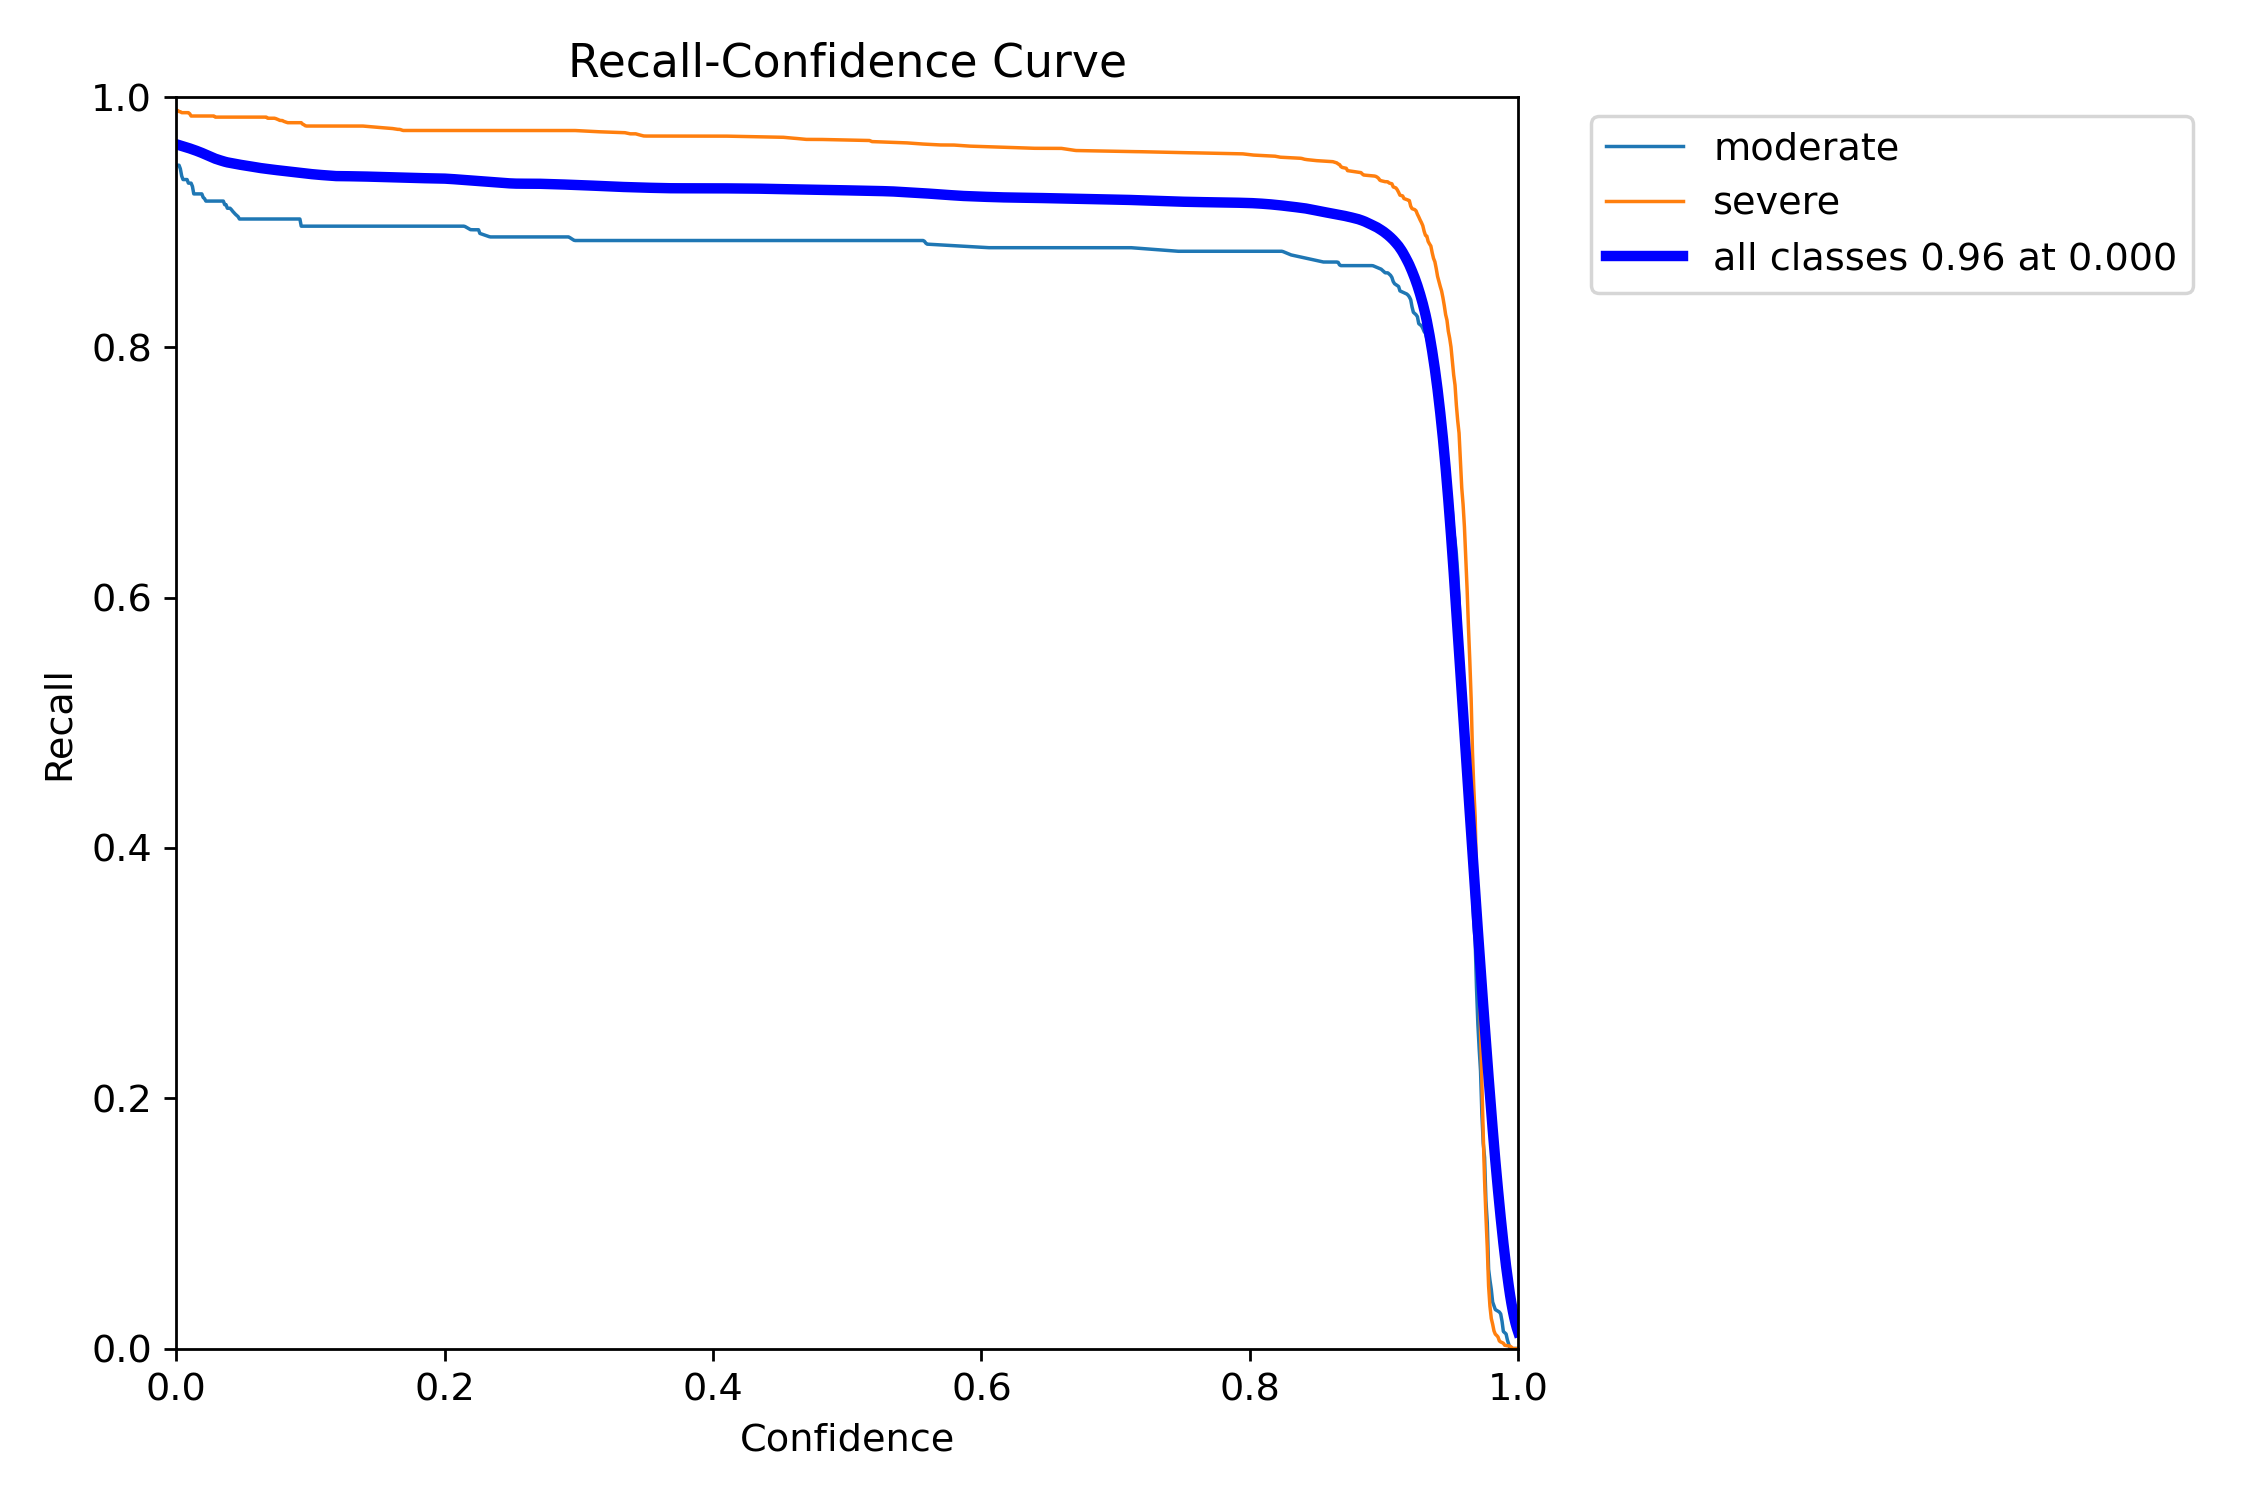 Recall-Confidence Curve
1.0
0.8
0.6
0.4
0.2
0.0
Recall
0.0 0.2 0.4 0.6 0.8 1.0
Confidence
moderate
severe
all classes 0.96 at 0.000